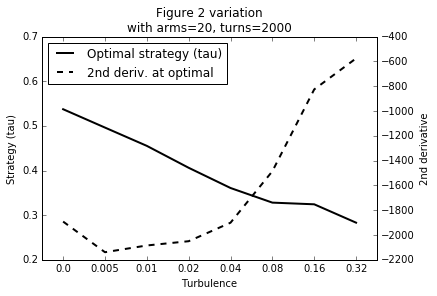 Figure 2 variation
with arms=20, turns=2000
Optimal strategy (tau)
2nd deriv. at optimal
Strategy (tau)
0.7
0.6
0.5
0.4
0.3
0.2
−400
−600
−800
−1000
−1200
−1400
−1600
−1800
−2000
−2200
2nd derivative
0.0 0.005 0.01 0.02 0.04 0.08 0.16 0.32
Turbulence